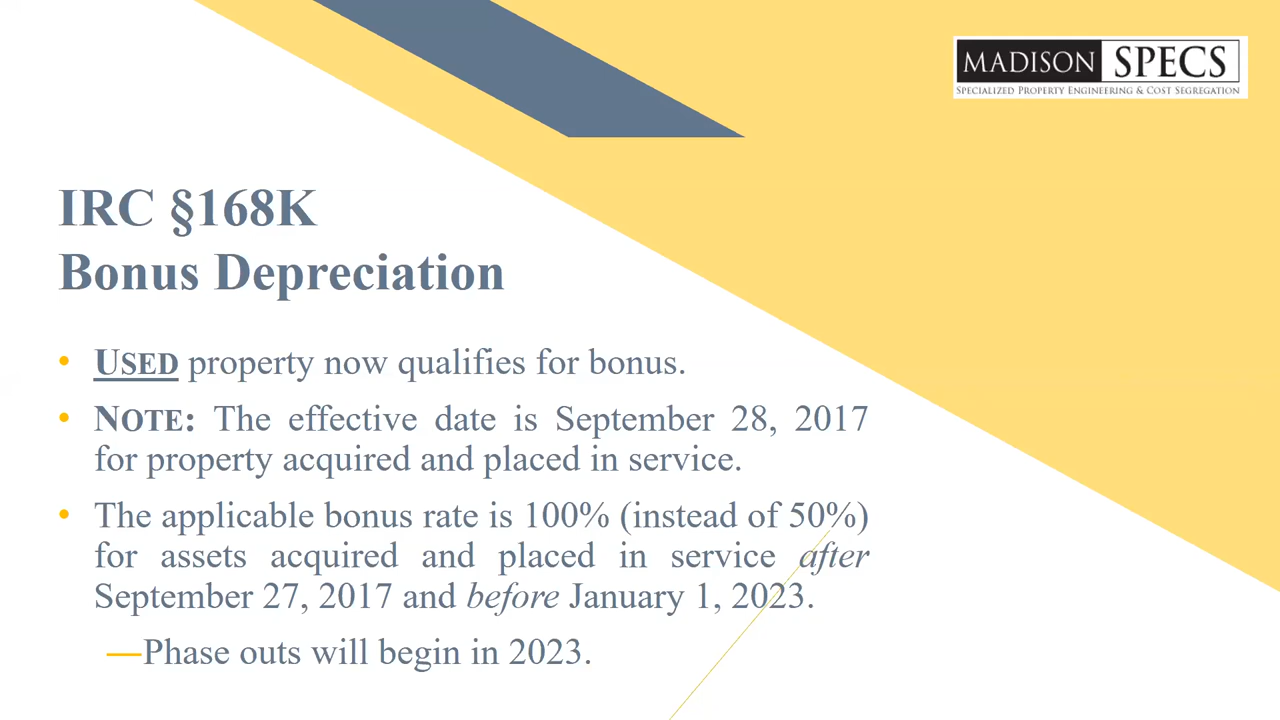 MADISON SPECS
SPECIALIZED PROPERTY ENGINEERING & COST SEGREGATION
IRC §168K
Bonus Depreciation
• USED property now qualifies for bonus.
• NOTE: The effective date is September 28, 2017
for property acquired and placed in service.
• The applicable bonus rate is 100% (instead of 50%)
for assets acquired and placed in service after
September 27, 2017 and before January 1, 2023.
—Phase outs will begin in 2023.